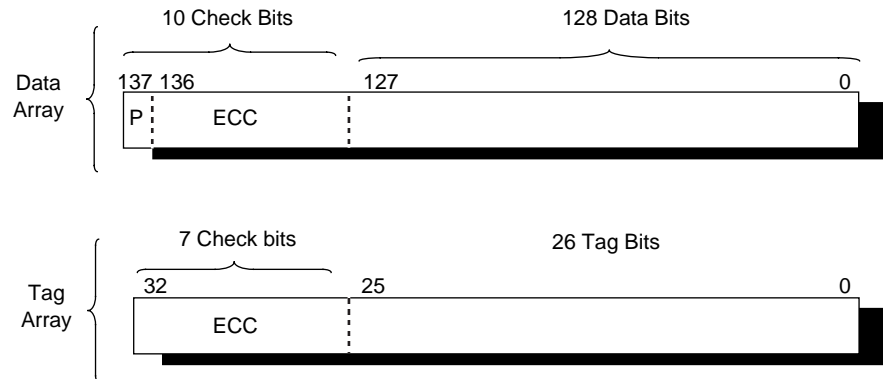 10 Check Bits 128 Data Bits
137 136 127 0
Data
Array
P ECC
7 Check bits 26 Tag Bits
32 25 0
Tag
Array
ECC